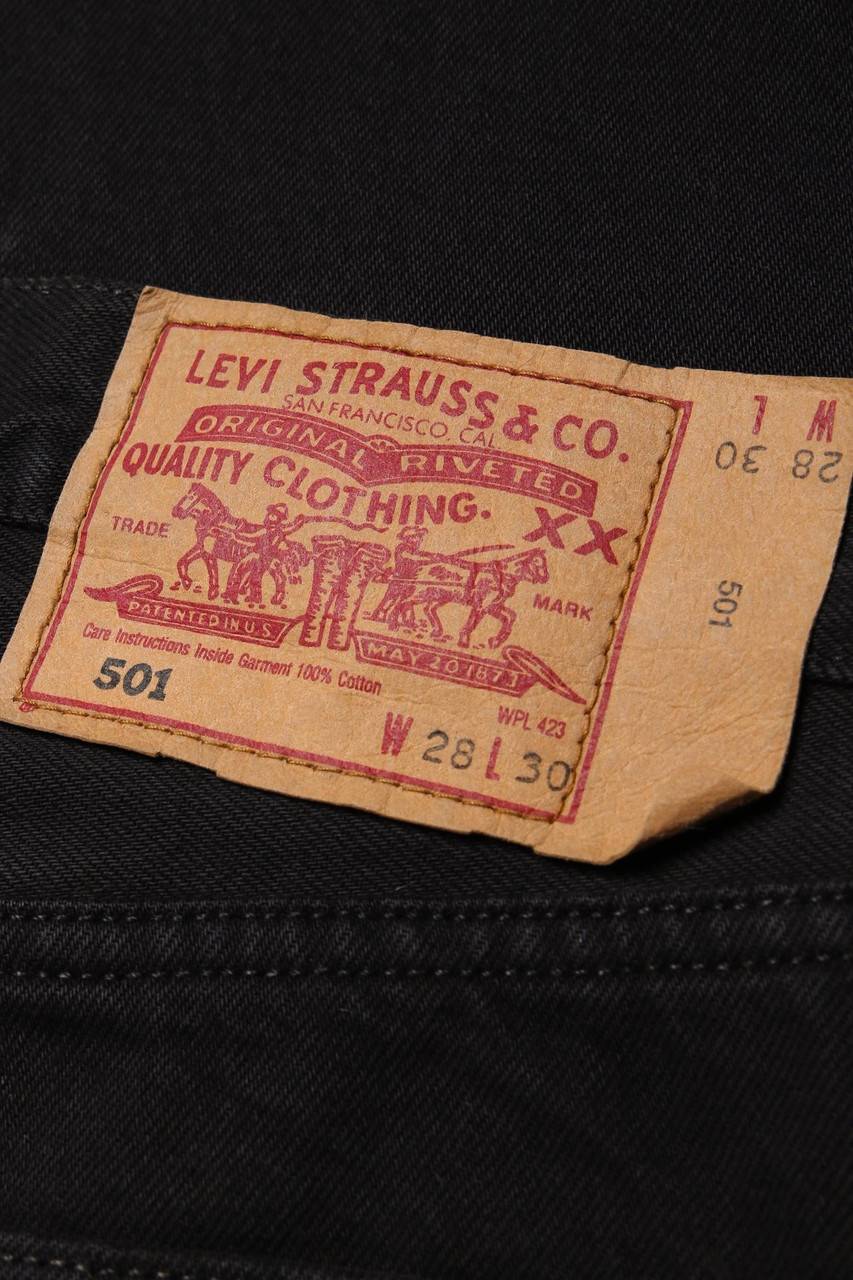 LEVI STRAUSS & CO.
SAN FRANCISCO, CAL
ORIGINAL RIVETED
QUALITY CLOTHING.
XX
TRADE MARK
PATENTED IN U.S
MAY 20 1873
Care Instructions Inside Garment 100% Cotton
501
WPL 423
W 28 L 30
W L
28 30
501